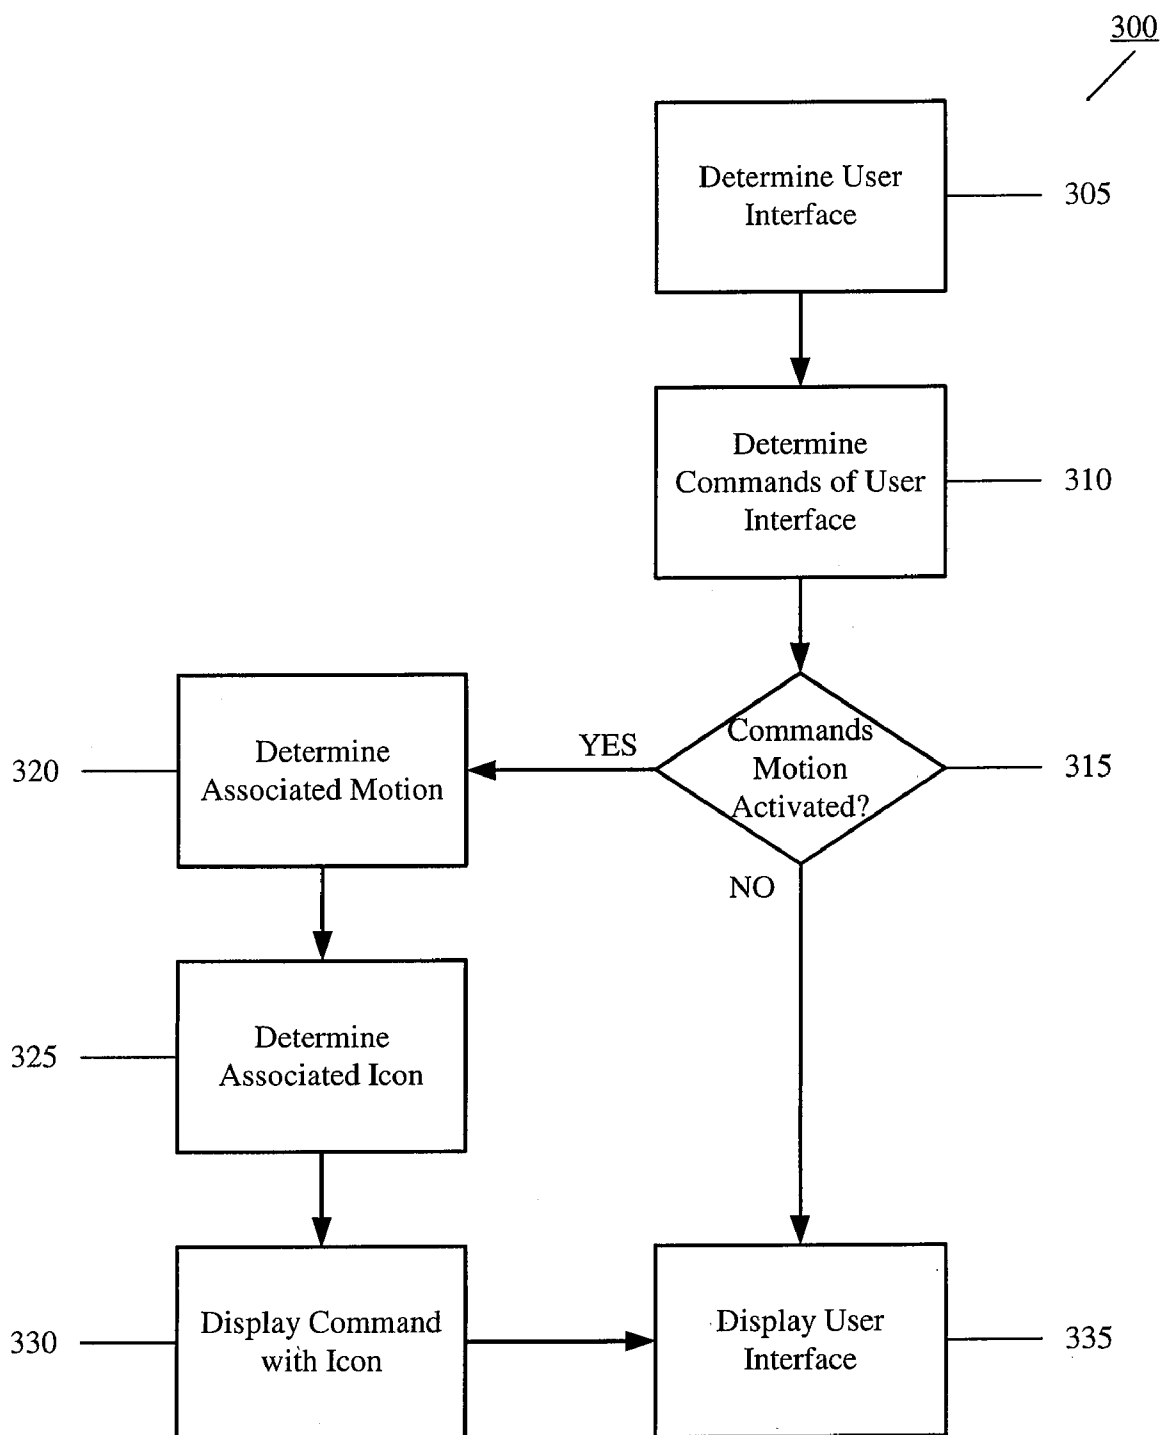 300
Determine User
Interface
305
Determine
Commands of User
Interface
310
Commands
Motion
Activated?
315
YES
NO
320
Determine
Associated Motion
325
Determine
Associated Icon
330
Display Command
with Icon
Display User
Interface
335